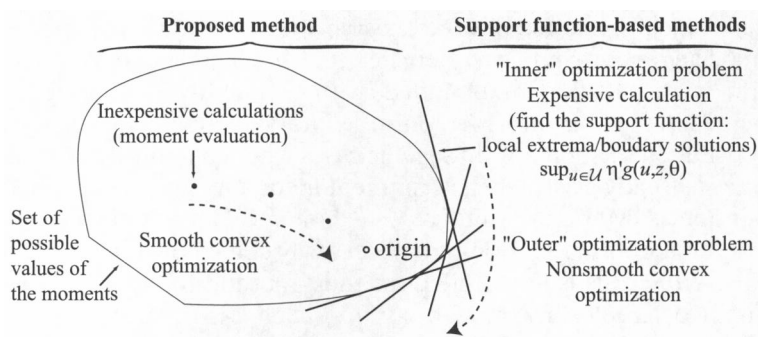 Proposed method
Support function-based methods
Inexpensive calculations
(moment evaluation)
Set of
possible
values of
the moments
Smooth convex
optimization
origin
"Inner" optimization problem
Expensive calculation
(find the support function:
local extrema/boudary solutions)
sup_{u∈𝒰} η'g(u,z,θ)
"Outer" optimization problem
Nonsmooth convex
optimization